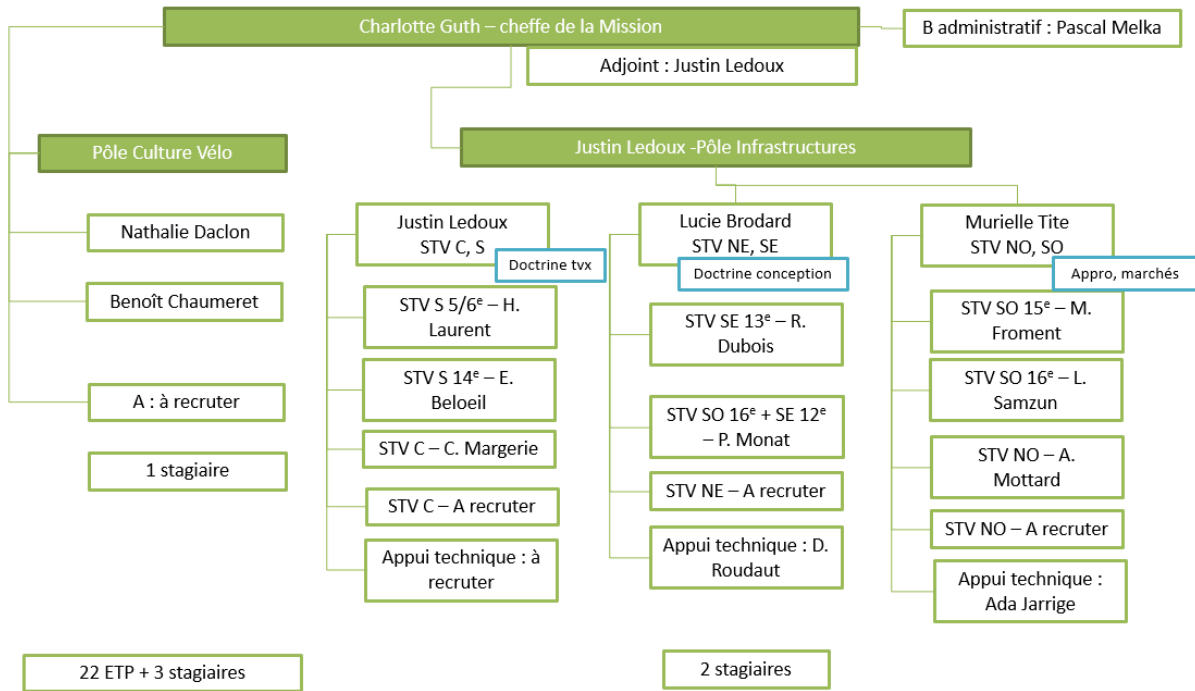 Charlotte Guth – cheffe de la Mission
B administratif : Pascal Melka
Adjoint : Justin Ledoux
Pôle Culture Vélo
Justin Ledoux -Pôle Infrastructures
Nathalie Daclon
Benoît Chaumeret
A : à recruter
1 stagiaire
Justin Ledoux
STV C, S
Doctrine tvx
STV S 5/6ᵉ – H.
Laurent
STV S 14ᵉ – E.
Beloeil
STV C – C. Margerie
STV C – A recruter
Appui technique : à
recruter
Lucie Brodard
STV NE, SE
Doctrine conception
STV SE 13ᵉ – R.
Dubois
STV SO 16ᵉ + SE 12ᵉ
– P. Monat
STV NE – A recruter
Appui technique : D.
Roudaut
Murielle Tite
STV NO, SO
Appro, marchés
STV SO 15ᵉ – M.
Froment
STV SO 16ᵉ – L.
Samzun
STV NO – A.
Mottard
STV NO – A recruter
Appui technique :
Ada Jarrige
22 ETP + 3 stagiaires
2 stagiaires